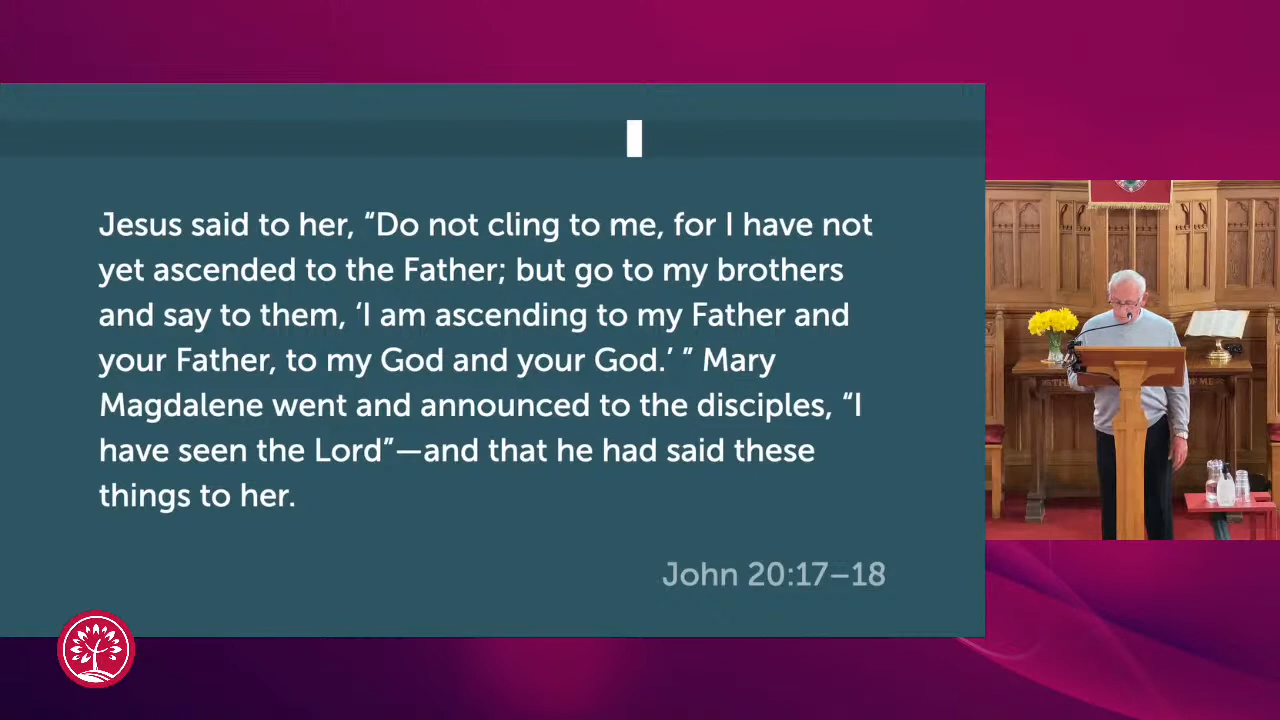 Jesus said to her, “Do not cling to me, for I have not
yet ascended to the Father; but go to my brothers
and say to them, ‘I am ascending to my Father and
your Father, to my God and your God.’ ” Mary
Magdalene went and announced to the disciples, “I
have seen the Lord”—and that he had said these
things to her.
John 20:17–18
OF ME